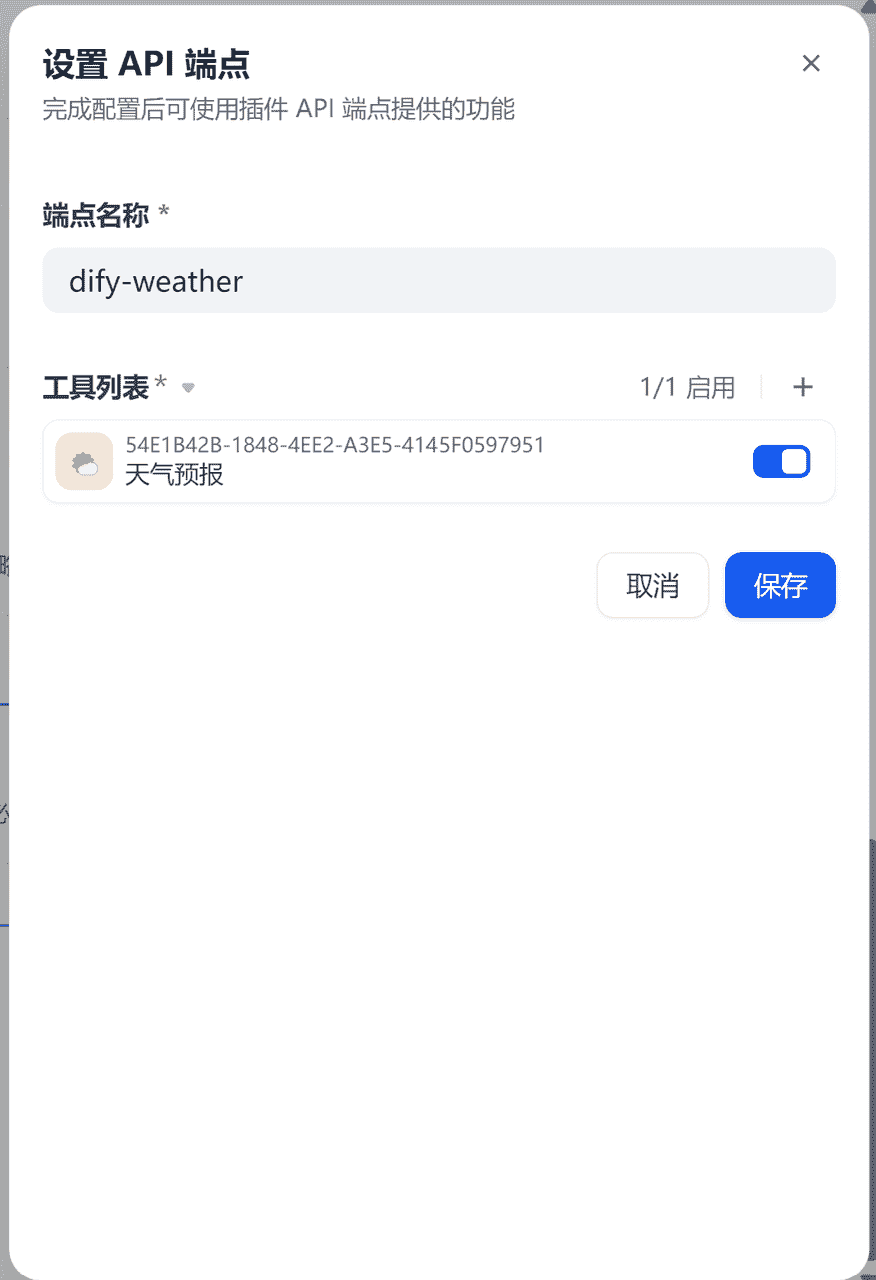 设置 API 端点
完成配置后可使用插件 API 端点提供的功能
端点名称 *
dify-weather
工具列表 *
1/1 启用
54E1B42B-1848-4EE2-A3E5-4145F0597951
天气预报
取消
保存